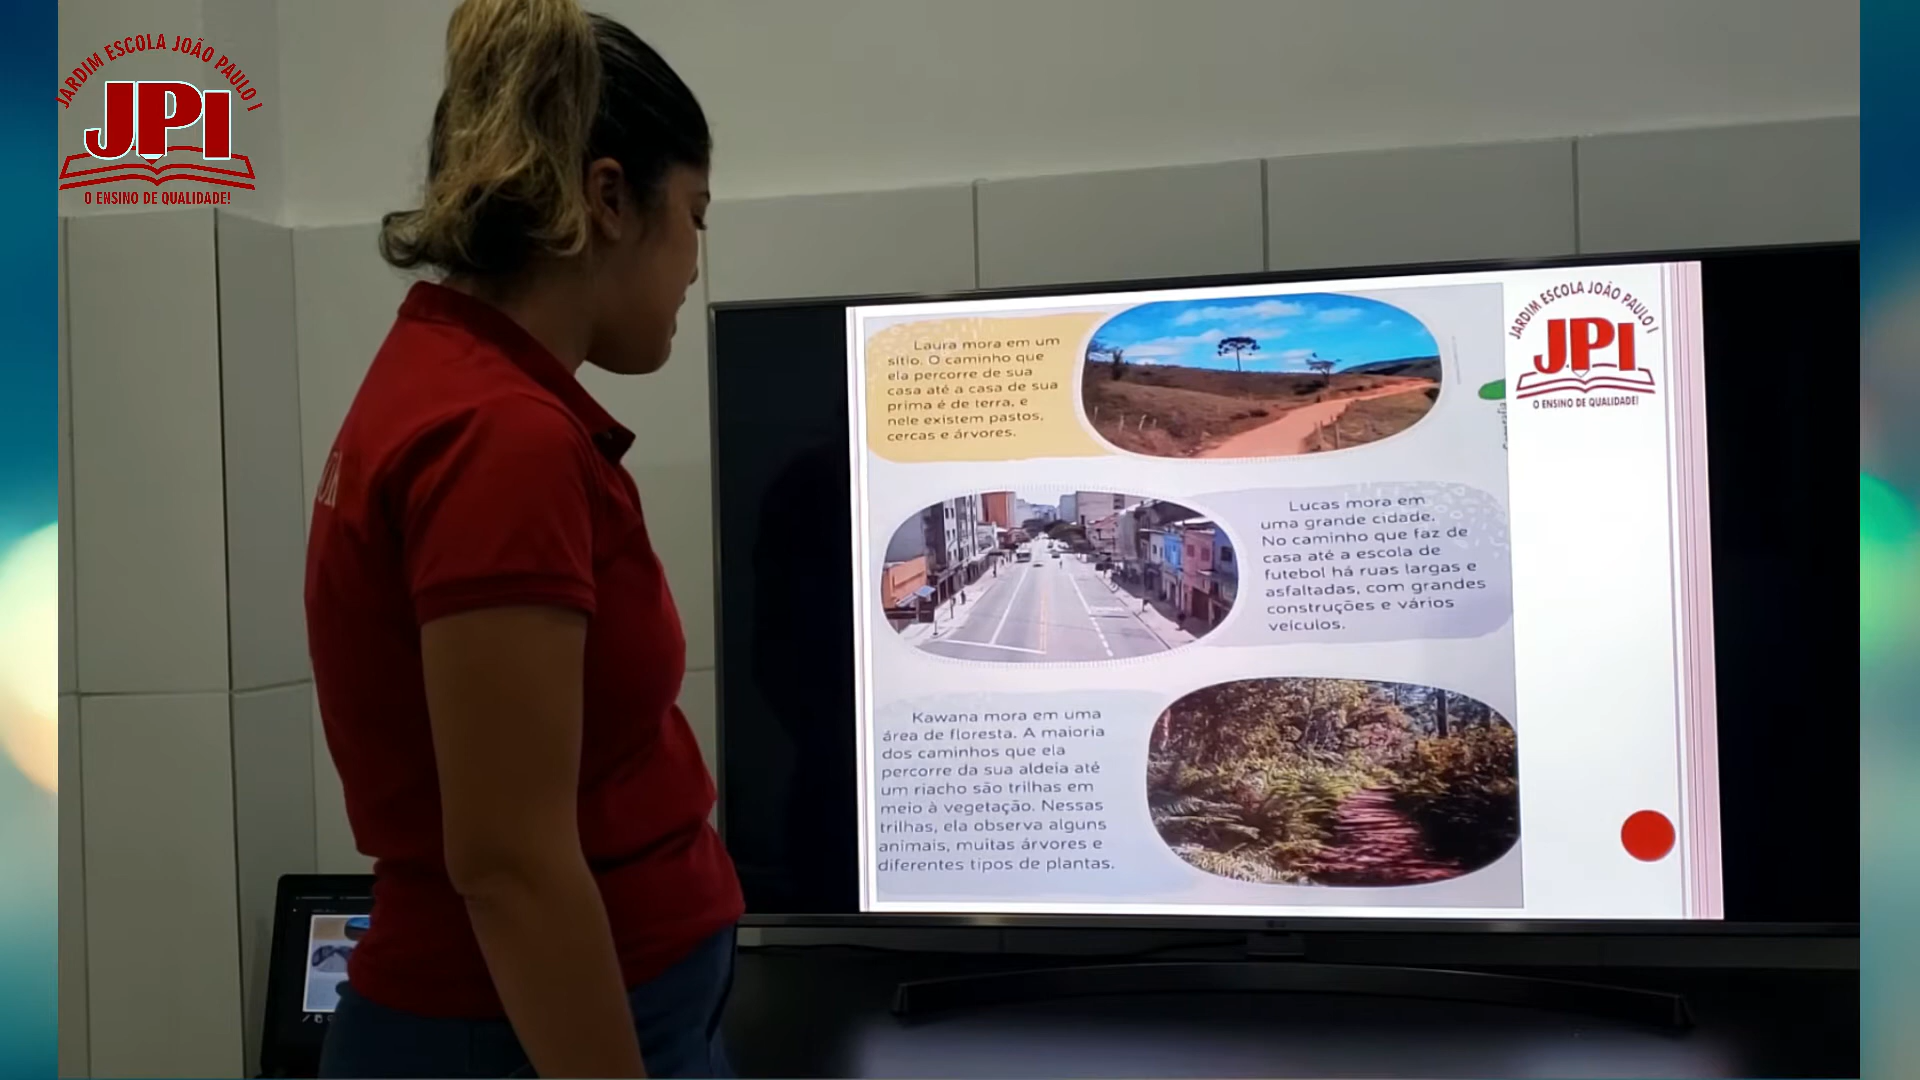 JARDIM ESCOLA JOÃO PAULO I
JPI
O ENSINO DE QUALIDADE!
Laura mora em um
sítio. O caminho que
ela percorre de sua
casa até a casa de sua
prima é de terra, e
nele existem pastos,
cercas e árvores.
JARDIM ESCOLA JOÃO PAULO I
JPI
O ENSINO DE QUALIDADE!
Lucas mora em
uma grande cidade.
No caminho que faz de
casa até a escola de
futebol há ruas largas e
asfaltadas, com grandes
construções e vários
veículos.
Kawana mora em uma
área de floresta. A maioria
dos caminhos que ela
percorre da sua aldeia até
um riacho são trilhas em
meio à vegetação. Nessas
trilhas, ela observa alguns
animais, muitas árvores e
diferentes tipos de plantas.